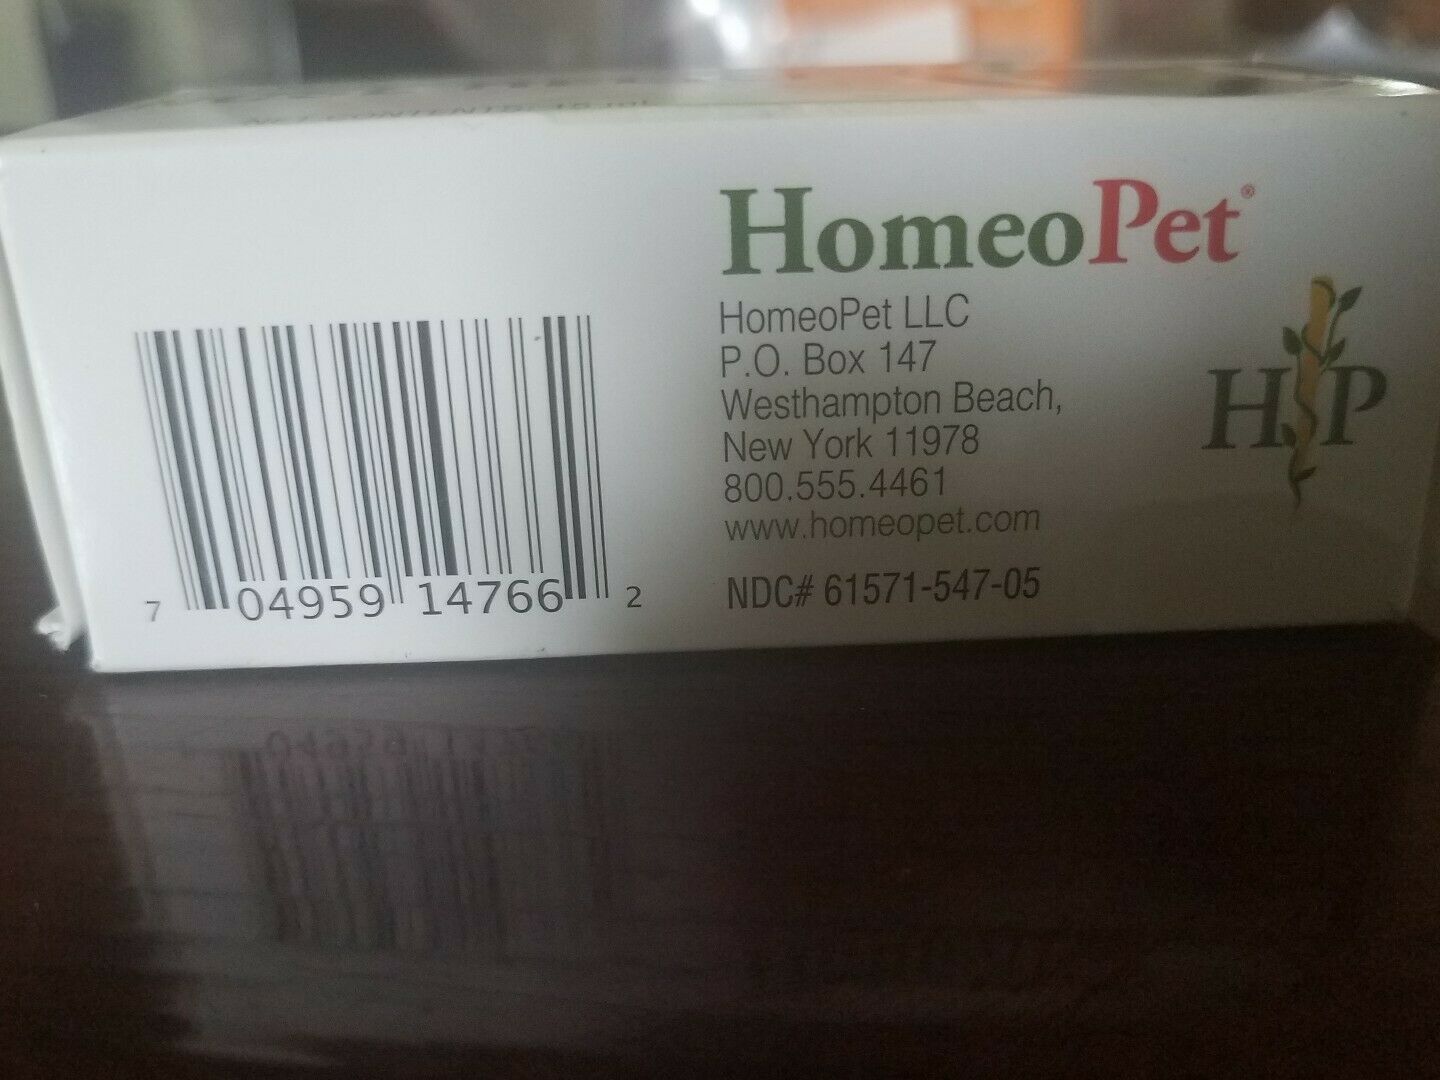 HomeoPet®
HomeoPet LLC
P.O. Box 147
Westhampton Beach,
New York 11978
800.555.4461
www.homeopet.com
NDC# 61571-547-05
HP
7 04959 14766 2